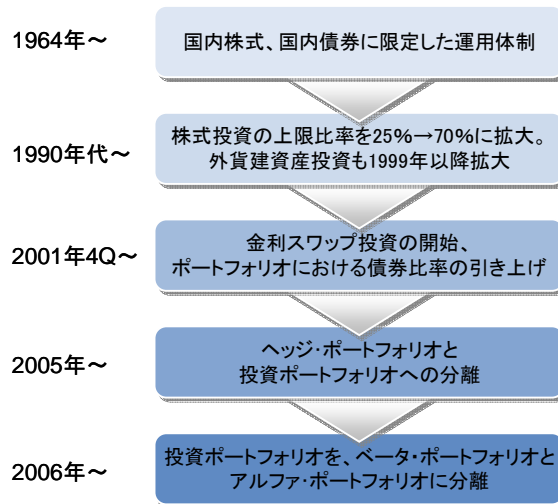 1964年～
国内株式、国内債券に限定した運用体制
1990年代～
株式投資の上限比率を25%→70%に拡大。
外貨建資産投資も1999年以降拡大
2001年4Q～
金利スワップ投資の開始、
ポートフォリオにおける債券比率の引き上げ
2005年～
ヘッジ・ポートフォリオと
投資ポートフォリオへの分離
2006年～
投資ポートフォリオを、ベータ・ポートフォリオと
アルファ・ポートフォリオに分離